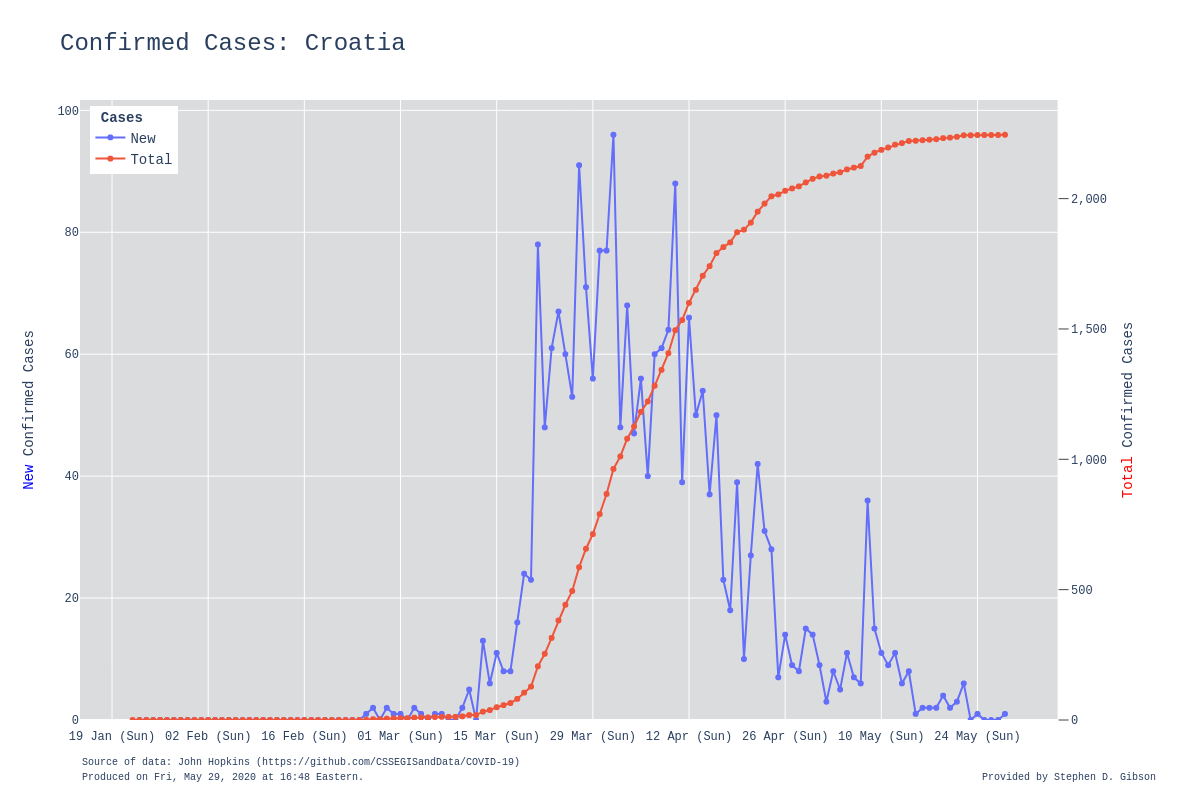 Confirmed Cases: Croatia
Cases
New
Total
100
80
60
40
20
0
2,000
1,500
1,000
500
0
New Confirmed Cases
Total Confirmed Cases
19 Jan (Sun) 02 Feb (Sun) 16 Feb (Sun) 01 Mar (Sun) 15 Mar (Sun) 29 Mar (Sun) 12 Apr (Sun) 26 Apr (Sun) 10 May (Sun) 24 May (Sun)
Source of data: John Hopkins (https://github.com/CSSEGISandData/COVID-19)
Produced on Fri, May 29, 2020 at 16:48 Eastern.
Provided by Stephen D. Gibson